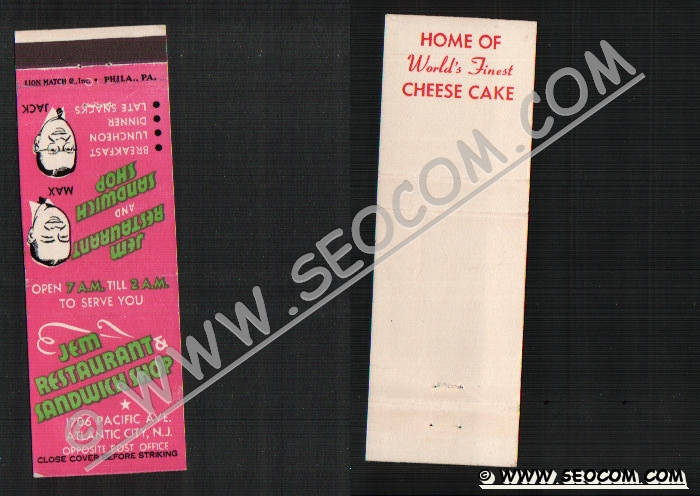 LION MATCH Co., Inc. • PHILA., PA.
JACK
LATE SNACKS
DINNER
LUNCHEON
BREAKFAST
MAX
JEM
RESTAURANT
AND
SANDWICH
SHOP
OPEN 7 A.M. TILL 2 A.M.
TO SERVE YOU
JEM
RESTAURANT &
SANDWICH SHOP
1706 PACIFIC AVE.
ATLANTIC CITY, N.J.
OPPOSITE POST OFFICE
CLOSE COVER BEFORE STRIKING
HOME OF
World's Finest
CHEESE CAKE
© WWW.SEOCOM.COM
© WWW.SEOCOM.COM